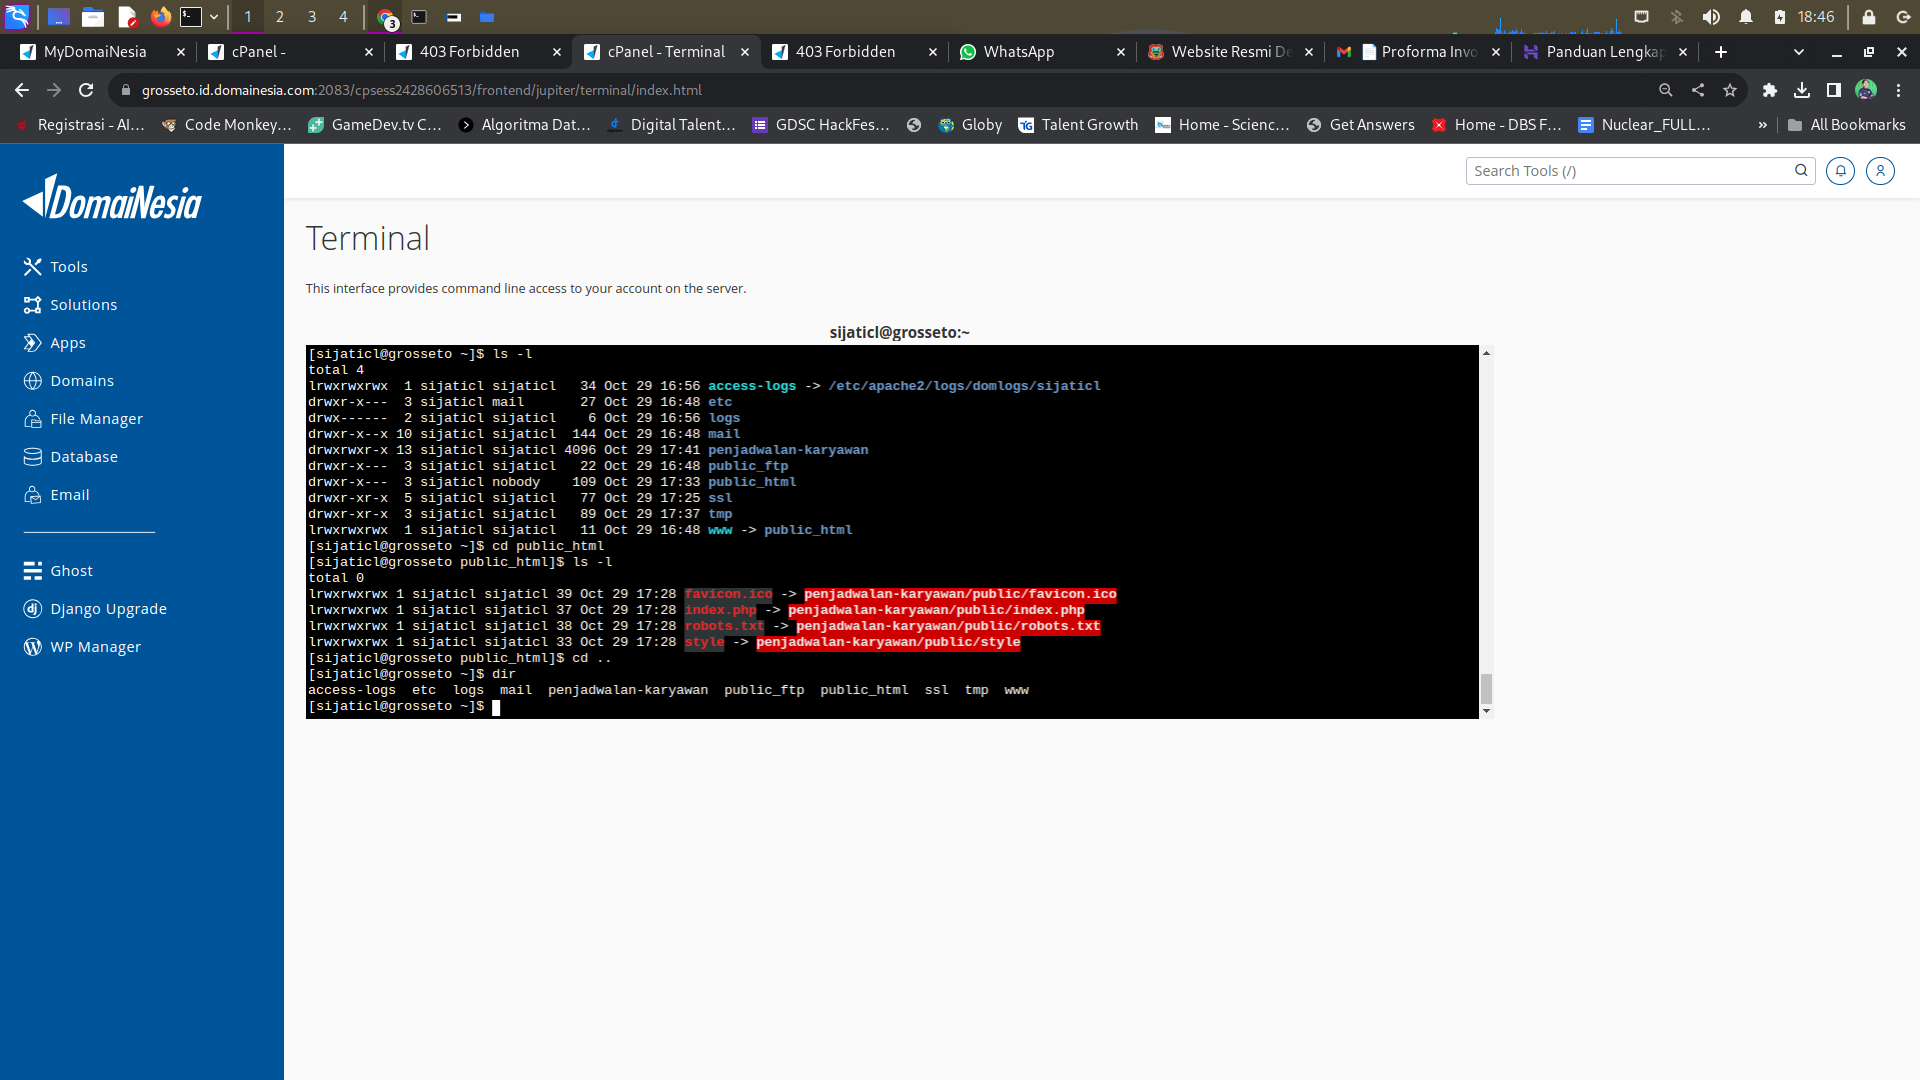 1 2 3 4 3 18:46
MyDomaiNesia cPanel - 403 Forbidden cPanel - Terminal 403 Forbidden WhatsApp Website Resmi De Proforma Invo Panduan Lengkap
grosseto.id.domainesia.com:2083/cpsess2428606513/frontend/jupiter/terminal/index.html
Registrasi - AI... Code Monkey... GameDev.tv C... Algoritma Dat... Digital Talent... GDSC HackFes... Globy Talent Growth Home - Scienc... Get Answers Home - DBS F... Nuclear_FULL... » All Bookmarks
DomaiNesia
Search Tools (/)
Tools
Solutions
Apps
Domains
File Manager
Database
Email
Ghost
Django Upgrade
WP Manager
Terminal
This interface provides command line access to your account on the server.
sijaticl@grosseto:~
[sijaticl@grosseto ~]$ ls -l
total 4
lrwxrwxrwx  1 sijaticl sijaticl   34 Oct 29 16:56 access-logs -> /etc/apache2/logs/domlogs/sijaticl
drwxr-x---  3 sijaticl mail       27 Oct 29 16:48 etc
drwx------  2 sijaticl sijaticl    6 Oct 29 16:56 logs
drwxr-x--x 10 sijaticl sijaticl  144 Oct 29 16:48 mail
drwxrwxr-x 13 sijaticl sijaticl 4096 Oct 29 17:41 penjadwalan-karyawan
drwxr-x---  3 sijaticl sijaticl   22 Oct 29 16:48 public_ftp
drwxr-x---  3 sijaticl nobody    109 Oct 29 17:33 public_html
drwxr-xr-x  5 sijaticl sijaticl   77 Oct 29 17:25 ssl
drwxr-xr-x  3 sijaticl sijaticl   89 Oct 29 17:37 tmp
lrwxrwxrwx  1 sijaticl sijaticl   11 Oct 29 16:48 www -> public_html
[sijaticl@grosseto ~]$ cd public_html
[sijaticl@grosseto public_html]$ ls -l
total 0
lrwxrwxrwx 1 sijaticl sijaticl 39 Oct 29 17:28 favicon.ico -> penjadwalan-karyawan/public/favicon.ico
lrwxrwxrwx 1 sijaticl sijaticl 37 Oct 29 17:28 index.php -> penjadwalan-karyawan/public/index.php
lrwxrwxrwx 1 sijaticl sijaticl 38 Oct 29 17:28 robots.txt -> penjadwalan-karyawan/public/robots.txt
lrwxrwxrwx 1 sijaticl sijaticl 33 Oct 29 17:28 style -> penjadwalan-karyawan/public/style
[sijaticl@grosseto public_html]$ cd ..
[sijaticl@grosseto ~]$ dir
access-logs  etc  logs  mail  penjadwalan-karyawan  public_ftp  public_html  ssl  tmp  www
[sijaticl@grosseto ~]$